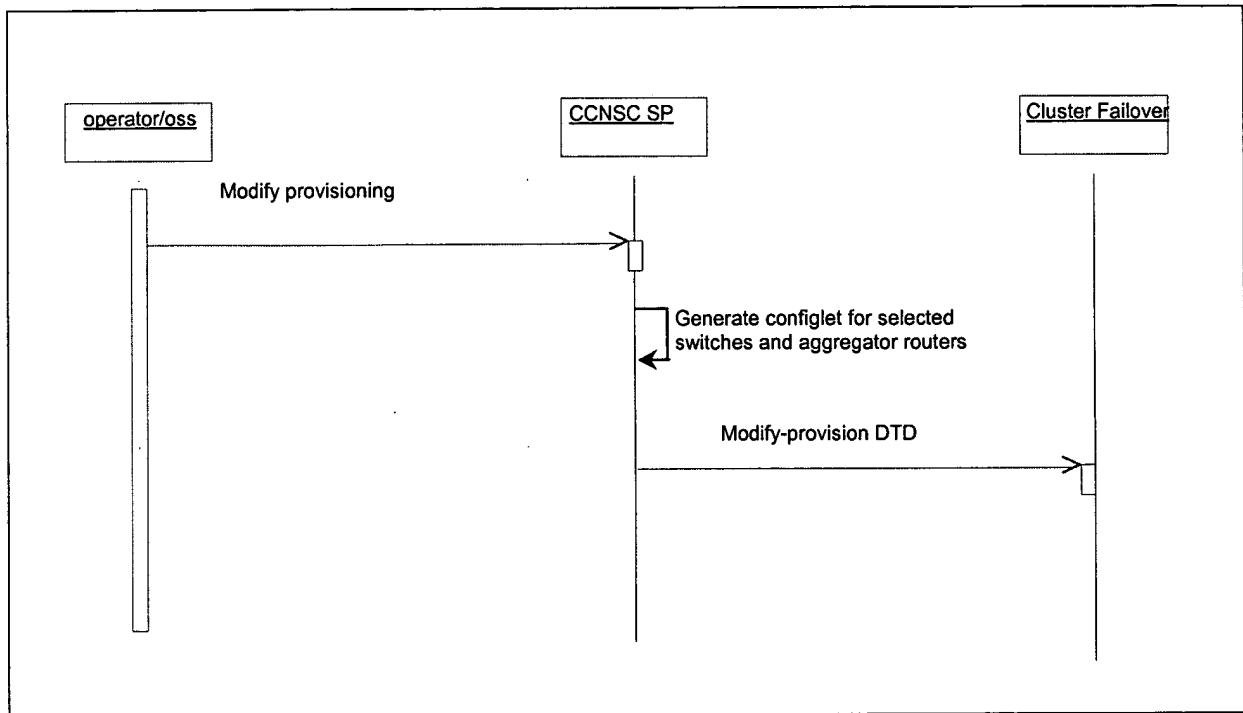 operator/oss
CCNSC SP
Cluster Failover
Modify provisioning
Generate configlet for selected
switches and aggregator routers
Modify-provision DTD